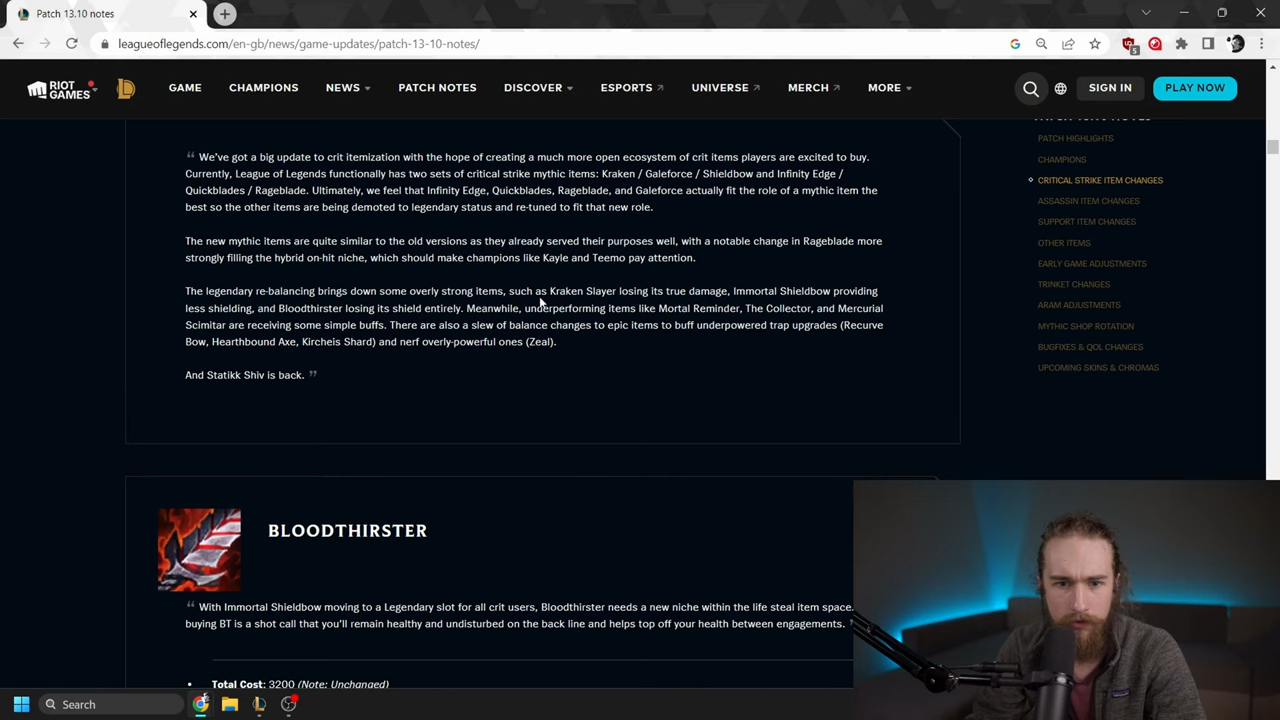 Patch 13.10 notes
leagueoflegends.com/en-gb/news/game-updates/patch-13-10-notes/
5
RIOT GAMES
GAME CHAMPIONS NEWS PATCH NOTES DISCOVER ESPORTS UNIVERSE MERCH MORE SIGN IN PLAY NOW
“ We've got a big update to crit itemization with the hope of creating a much more open ecosystem of crit items players are excited to buy.
Currently, League of Legends functionally has two sets of critical strike mythic items: Kraken / Galeforce / Shieldbow and Infinity Edge /
Quickblades / Rageblade. Ultimately, we feel that Infinity Edge, Quickblades, Rageblade, and Galeforce actually fit the role of a mythic item the
best so the other items are being demoted to legendary status and re-tuned to fit that new role.
The new mythic items are quite similar to the old versions as they already served their purposes well, with a notable change in Rageblade more
strongly filling the hybrid on-hit niche, which should make champions like Kayle and Teemo pay attention.
The legendary re-balancing brings down some overly strong items, such as Kraken Slayer losing its true damage, Immortal Shieldbow providing
less shielding, and Bloodthirster losing its shield entirely. Meanwhile, underperforming items like Mortal Reminder, The Collector, and Mercurial
Scimitar are receiving some simple buffs. There are also a slew of balance changes to epic items to buff underpowered trap upgrades (Recurve
Bow, Hearthbound Axe, Kircheis Shard) and nerf overly-powerful ones (Zeal).
And Statikk Shiv is back. ”
PATCH HIGHLIGHTS
CHAMPIONS
CRITICAL STRIKE ITEM CHANGES
ASSASSIN ITEM CHANGES
SUPPORT ITEM CHANGES
OTHER ITEMS
EARLY GAME ADJUSTMENTS
TRINKET CHANGES
ARAM ADJUSTMENTS
MYTHIC SHOP ROTATION
BUGFIXES & QOL CHANGES
UPCOMING SKINS & CHROMAS
BLOODTHIRSTER
“ With Immortal Shieldbow moving to a Legendary slot for all crit users, Bloodthirster needs a new niche within the life steal item space.
buying BT is a shot call that you'll remain healthy and undisturbed on the back line and helps top off your health between engagements. ”
• Total Cost: 3200 (Note: Unchanged)
Search